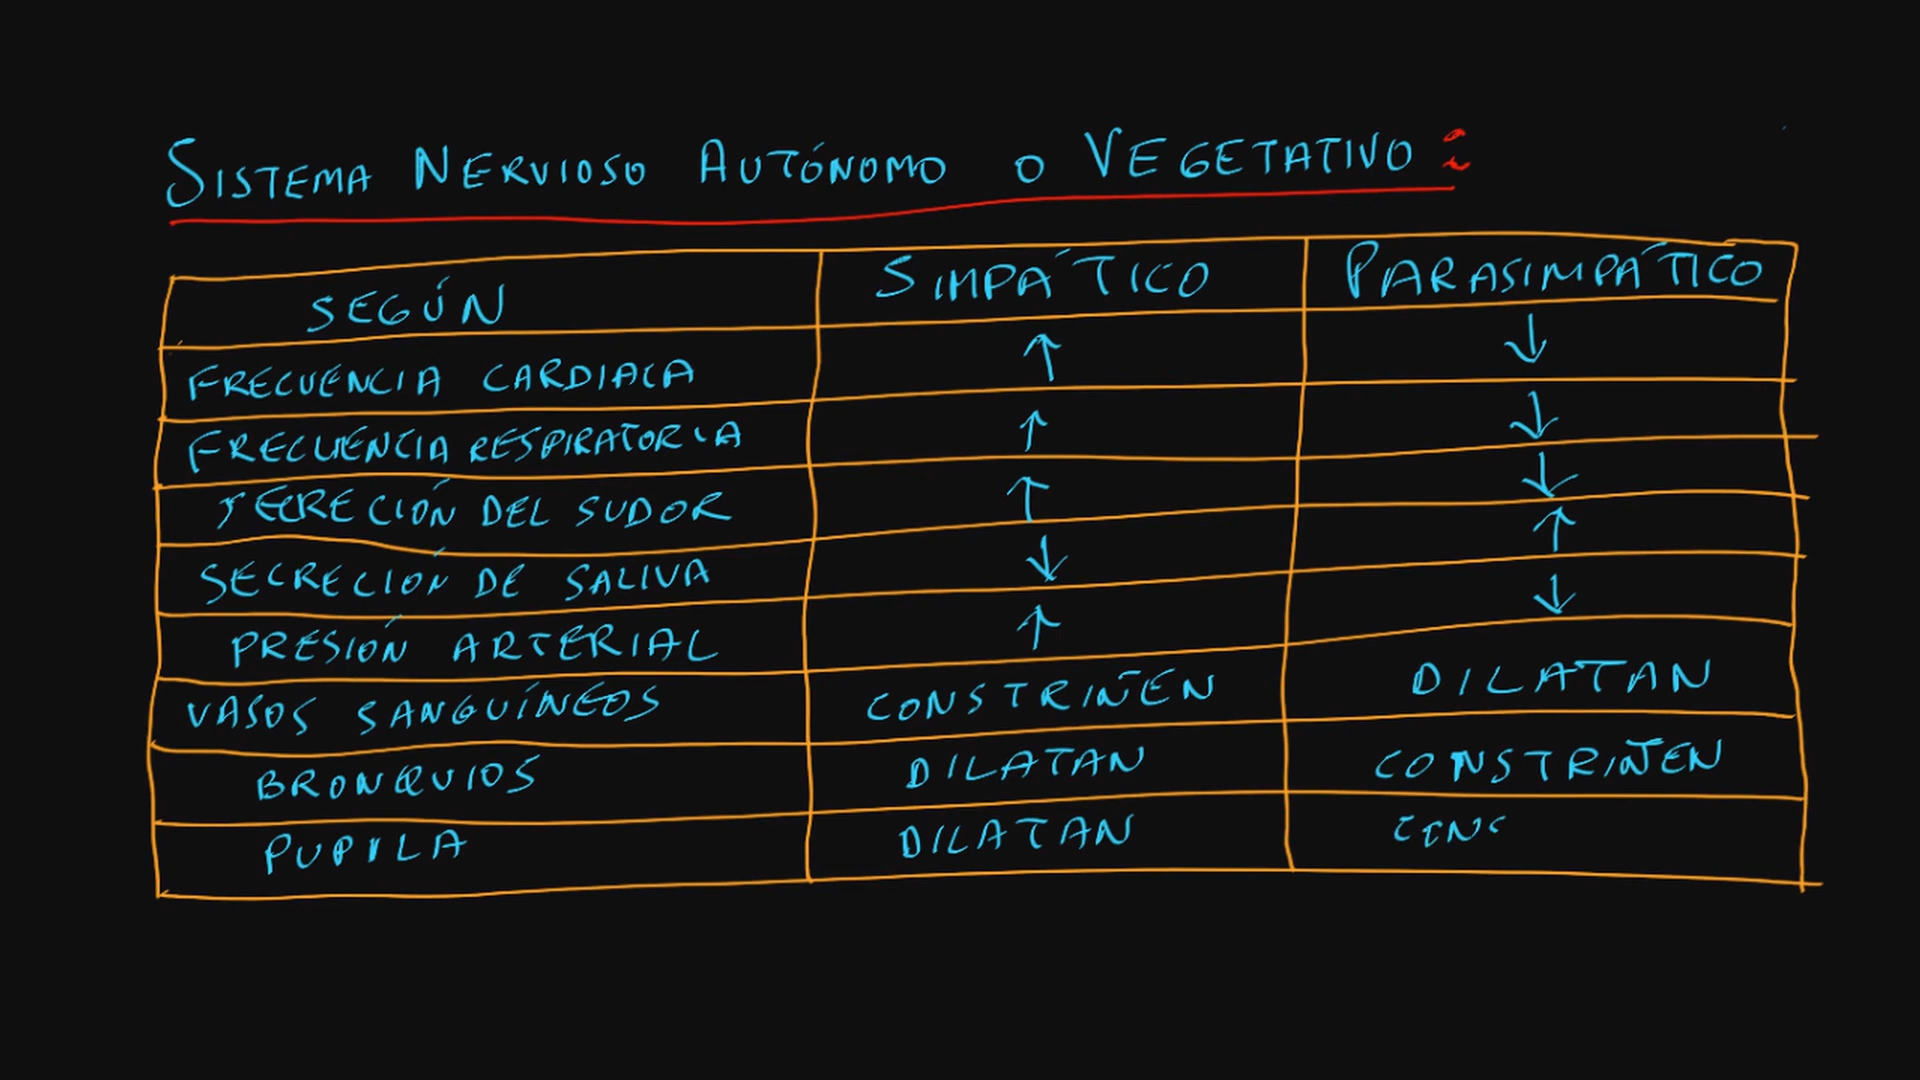 SISTEMA NERVIOSO AUTÓNOMO O VEGETATIVO:
SEGÚN SIMPÁTICO PARASIMPÁTICO
FRECUENCIA CARDIACA ↑ ↓
FRECUENCIA RESPIRATORIA ↑ ↓
SECRECIÓN DEL SUDOR ↑ ↓
SECRECIÓN DE SALIVA ↓ ↑
PRESIÓN ARTERIAL ↑ ↓
VASOS SANGUÍNEOS CONSTRIÑEN DILATAN
BRONQUIOS DILATAN CONSTRIÑEN
PUPILA DILATAN CONS